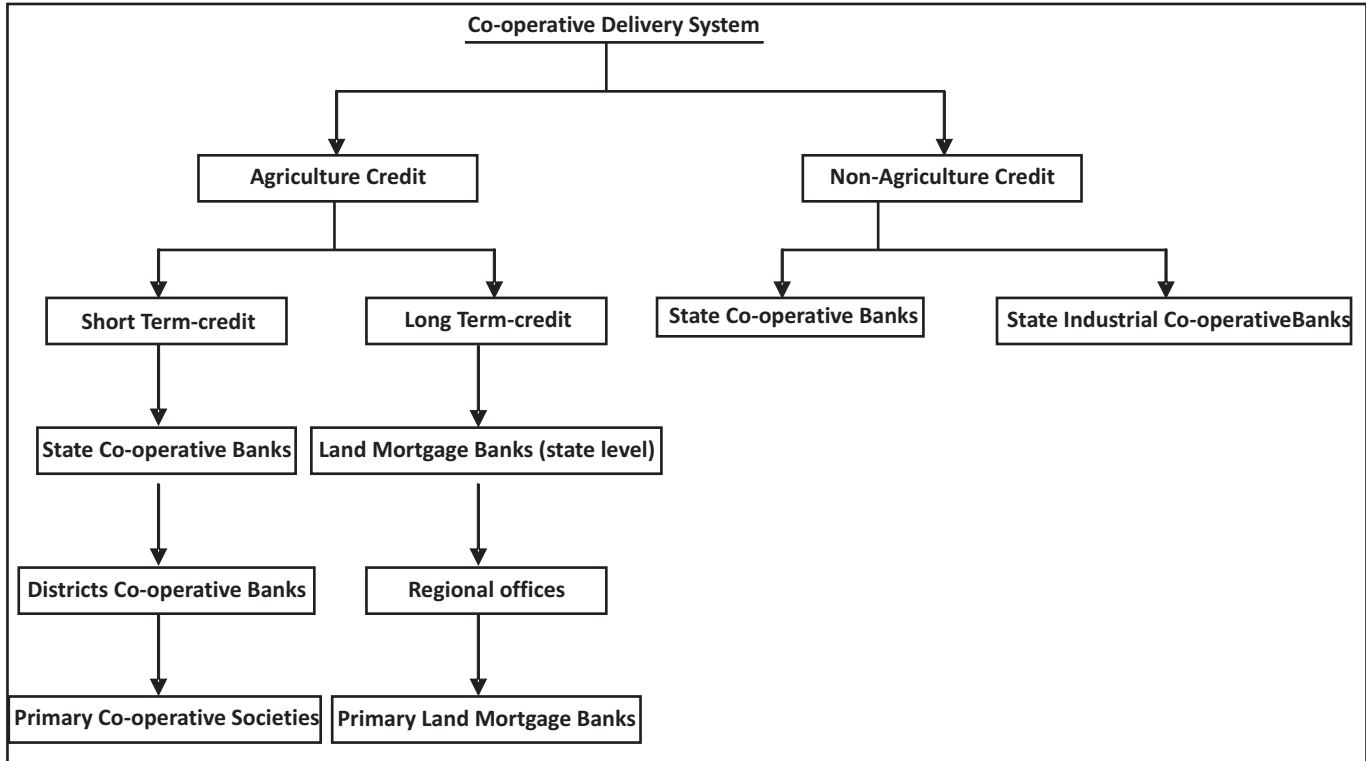 Co-operative Delivery System
Agriculture Credit
Non-Agriculture Credit
Short Term-credit
Long Term-credit
State Co-operative Banks
State Industrial Co-operativeBanks
State Co-operative Banks
Land Mortgage Banks (state level)
Districts Co-operative Banks
Regional offices
Primary Co-operative Societies
Primary Land Mortgage Banks